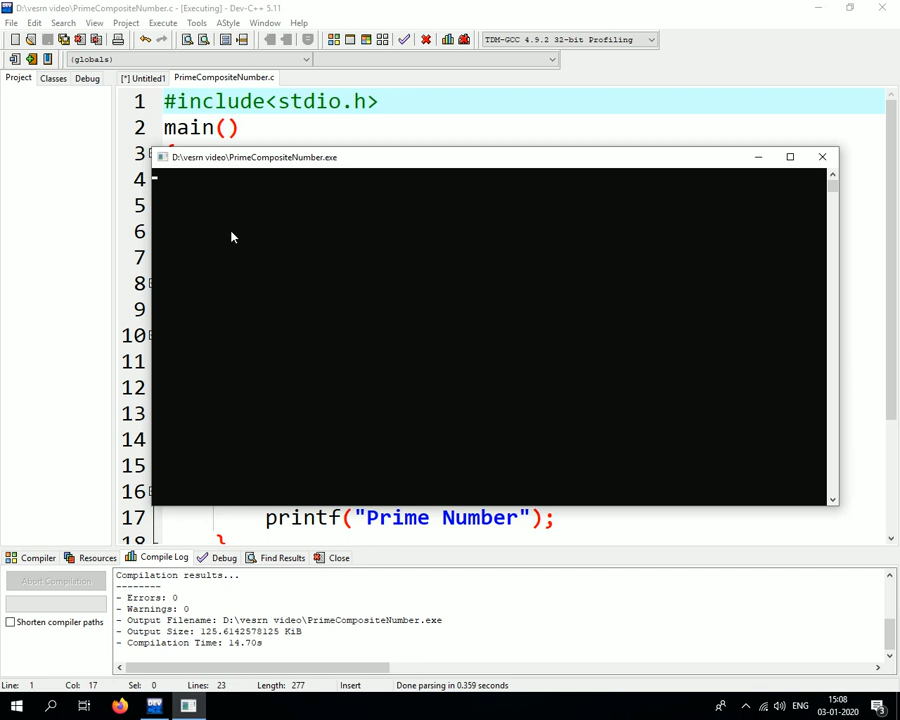 D:\vesrn video\PrimeCompositeNumber.c - [Executing] - Dev-C++ 5.11
File Edit Search View Project Execute Tools AStyle Window Help
TDM-GCC 4.9.2 32-bit Profiling
(globals)
Project Classes Debug [*] Untitled1 PrimeCompositeNumber.c
1 #include<stdio.h>
2 main()
3
D:\vesrn video\PrimeCompositeNumber.exe
4
5
6
7
8
9
10
11
12
13
14
15
16
17 printf("Prime Number");
18 }
Compiler Resources Compile Log Debug Find Results Close
Abort Compilation
Shorten compiler paths
Compilation results...
--------
- Errors: 0
- Warnings: 0
- Output Filename: D:\vesrn video\PrimeCompositeNumber.exe
- Output Size: 125.6142578125 KiB
- Compilation Time: 14.70s
Line: 1 Col: 17 Sel: 0 Lines: 23 Length: 277 Insert Done parsing in 0.359 seconds
DEV
ENG
15:08
03-01-2020
3